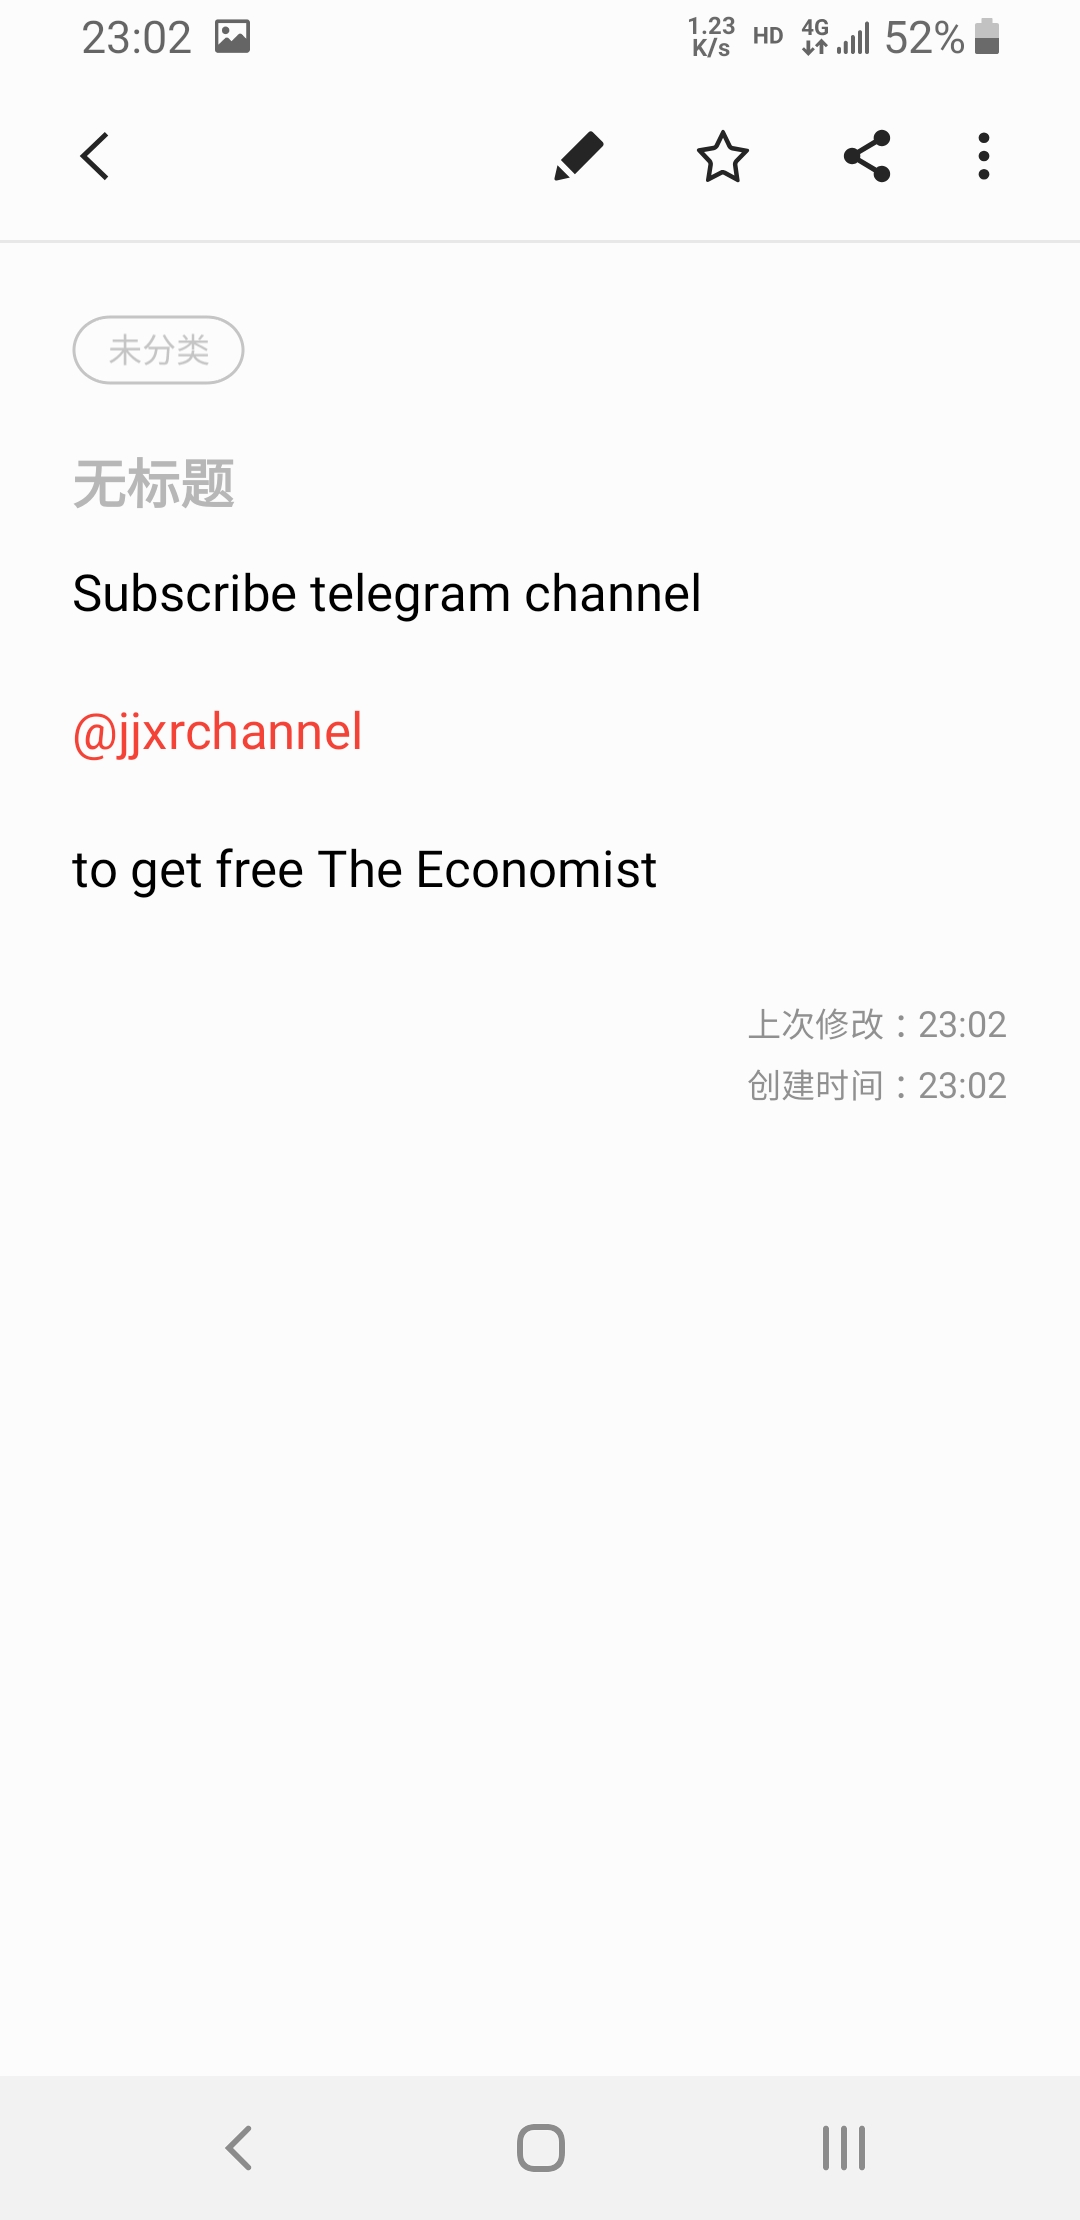 23:02
1.23 K/s HD 4G 52%
未分类
无标题
Subscribe telegram channel
@jjxrchannel
to get free The Economist
上次修改：23:02
创建时间：23:02